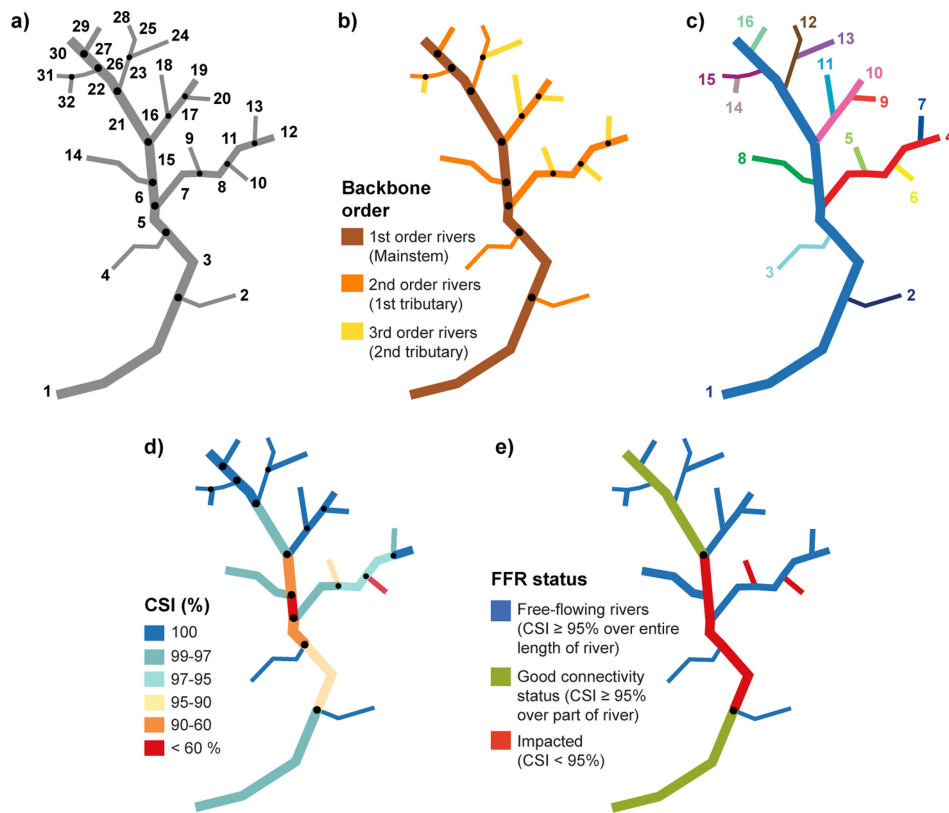 a)
29
28
25
24
30
27
26
23
18
19
31
22
32
20
16
17
21
13
11
12
9
14
15
10
7
8
6
5
3
4
2
1
b)
Backbone
order
1st order rivers
(Mainstem)
2nd order rivers
(1st tributary)
3rd order rivers
(2nd tributary)
c)
16
12
13
15
11
10
14
9
7
4
5
8
6
3
2
1
d)
CSI (%)
100
99-97
97-95
95-90
90-60
< 60 %
e)
FFR status
Free-flowing rivers
(CSI ≥ 95% over entire
length of river)
Good connectivity
status (CSI ≥ 95%
over part of river)
Impacted
(CSI < 95%)